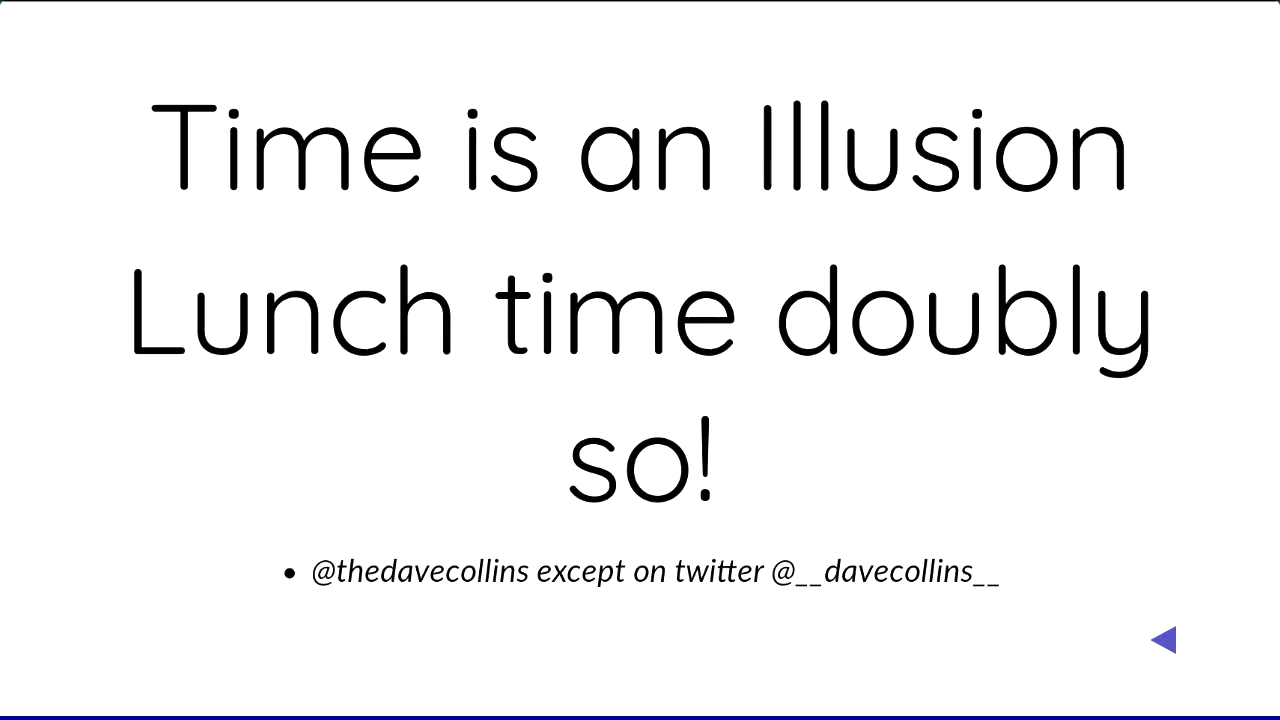 Time is an Illusion
Lunch time doubly
so!
• @thedavecollins except on twitter @__davecollins__